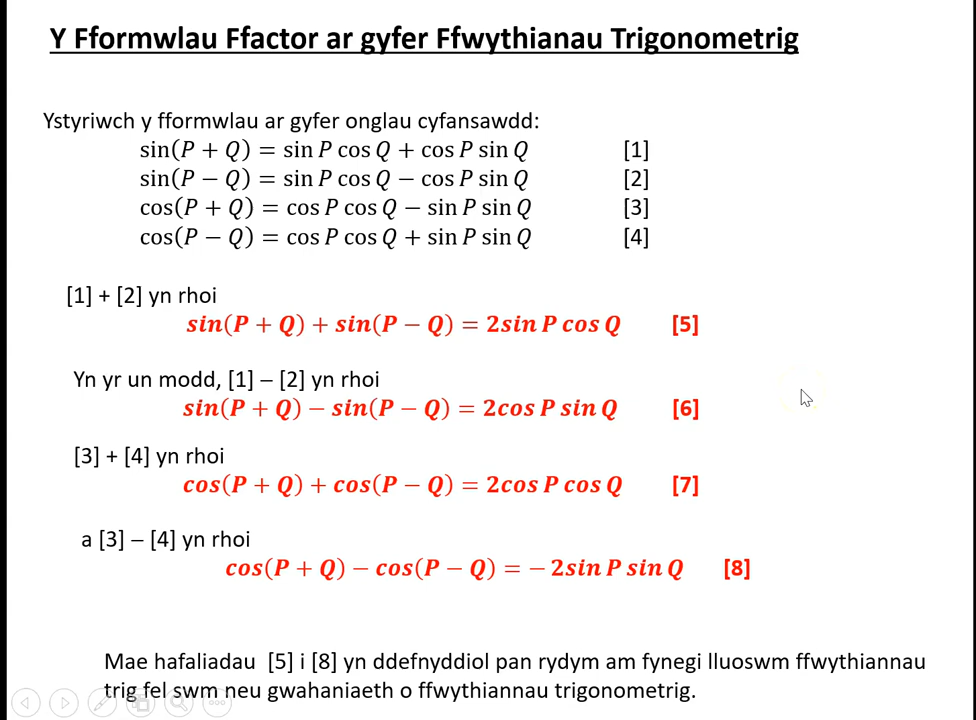 Y Fformwlau Ffactor ar gyfer Ffwythianau Trigonometrig
Ystyriwch y fformwlau ar gyfer onglau cyfansawdd:
sin(P + Q) = sin P cos Q + cos P sin Q [1]
sin(P − Q) = sin P cos Q − cos P sin Q [2]
cos(P + Q) = cos P cos Q − sin P sin Q [3]
cos(P − Q) = cos P cos Q + sin P sin Q [4]
[1] + [2] yn rhoi
sin(P + Q) + sin(P − Q) = 2sin P cos Q [5]
Yn yr un modd, [1] – [2] yn rhoi
sin(P + Q) − sin(P − Q) = 2cos P sin Q [6]
[3] + [4] yn rhoi
cos(P + Q) + cos(P − Q) = 2cos P cos Q [7]
a [3] – [4] yn rhoi
cos(P + Q) − cos(P − Q) = − 2sin P sin Q [8]
Mae hafaliadau [5] i [8] yn ddefnyddiol pan rydym am fynegi lluoswm ffwythiannau
trig fel swm neu gwahaniaeth o ffwythiannau trigonometrig.